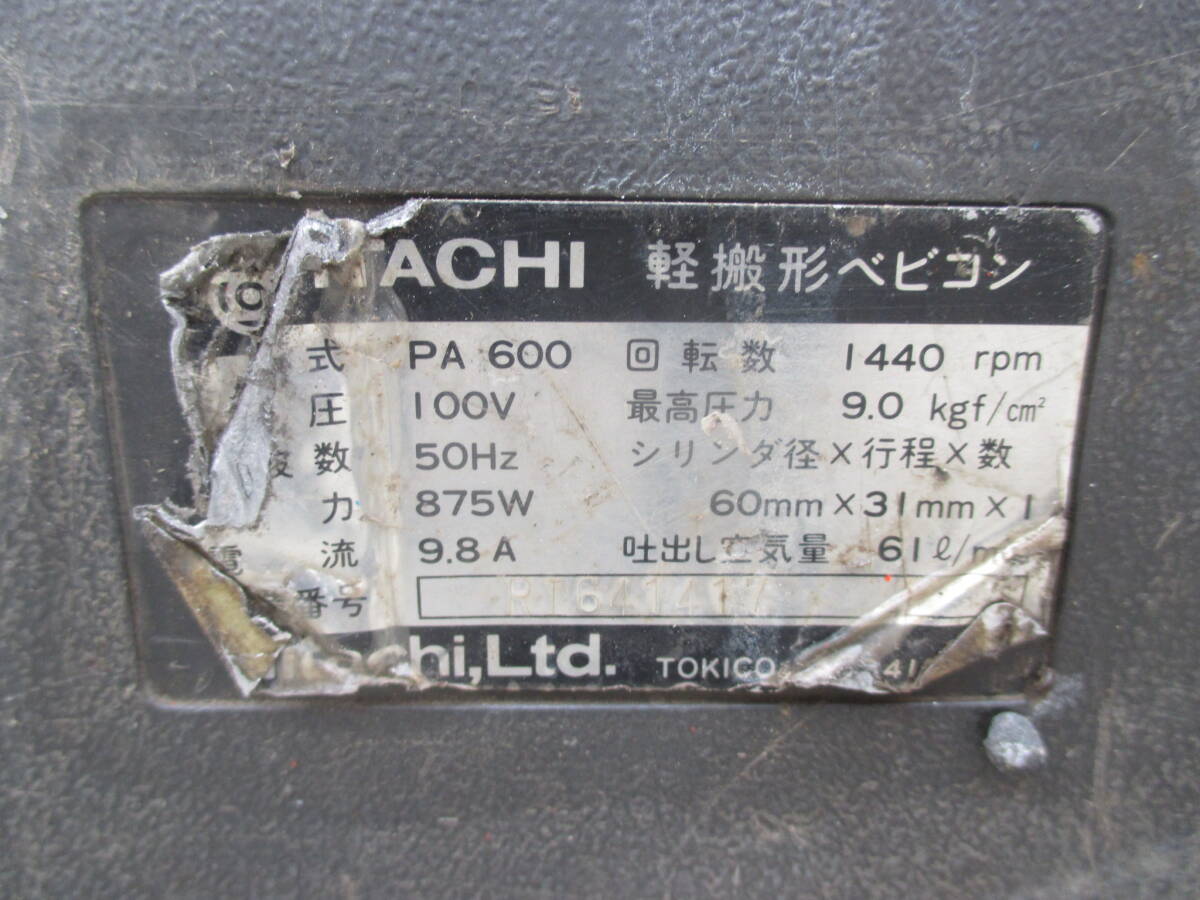 ITACHI 軽搬形ベビコン
式 PA 600 回転数 1440 rpm
圧 100V 最高圧力 9.0 kgf/cm²
数 50Hz シリンダ径×行程×数
力 875W 60mm×31mm×1
電流 9.8A 吐出し空気量 61ℓ/m
番号
achi,Ltd. TOKICO